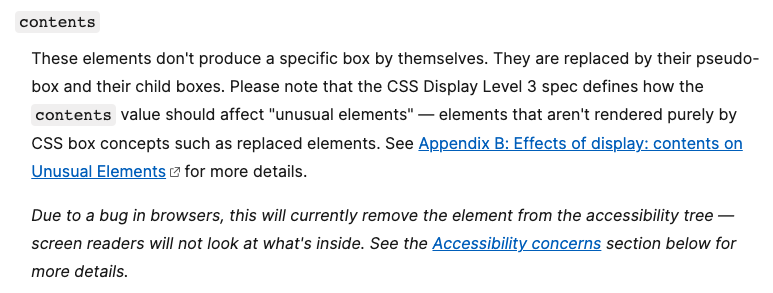 contents
These elements don't produce a specific box by themselves. They are replaced by their pseudo-
box and their child boxes. Please note that the CSS Display Level 3 spec defines how the
contents value should affect "unusual elements" — elements that aren't rendered purely by
CSS box concepts such as replaced elements. See Appendix B: Effects of display: contents on
Unusual Elements for more details.
Due to a bug in browsers, this will currently remove the element from the accessibility tree —
screen readers will not look at what's inside. See the Accessibility concerns section below for
more details.